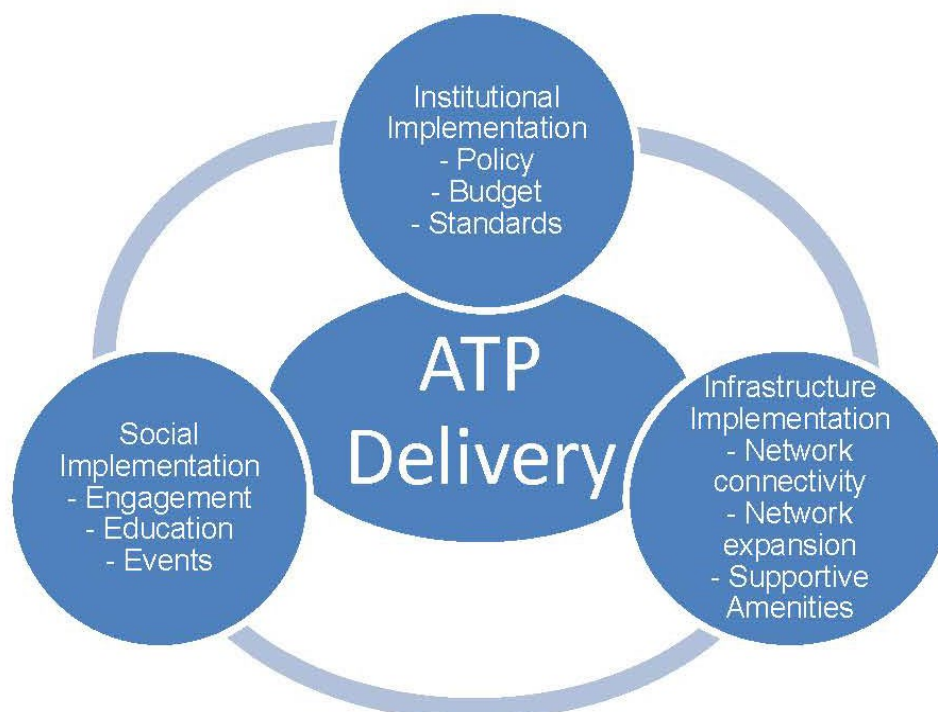 Institutional
Implementation
- Policy
- Budget
- Standards
ATP
Delivery
Social
Implementation
- Engagement
- Education
- Events
Infrastructure
Implementation
- Network
connectivity
- Network
expansion
- Supportive
Amenities